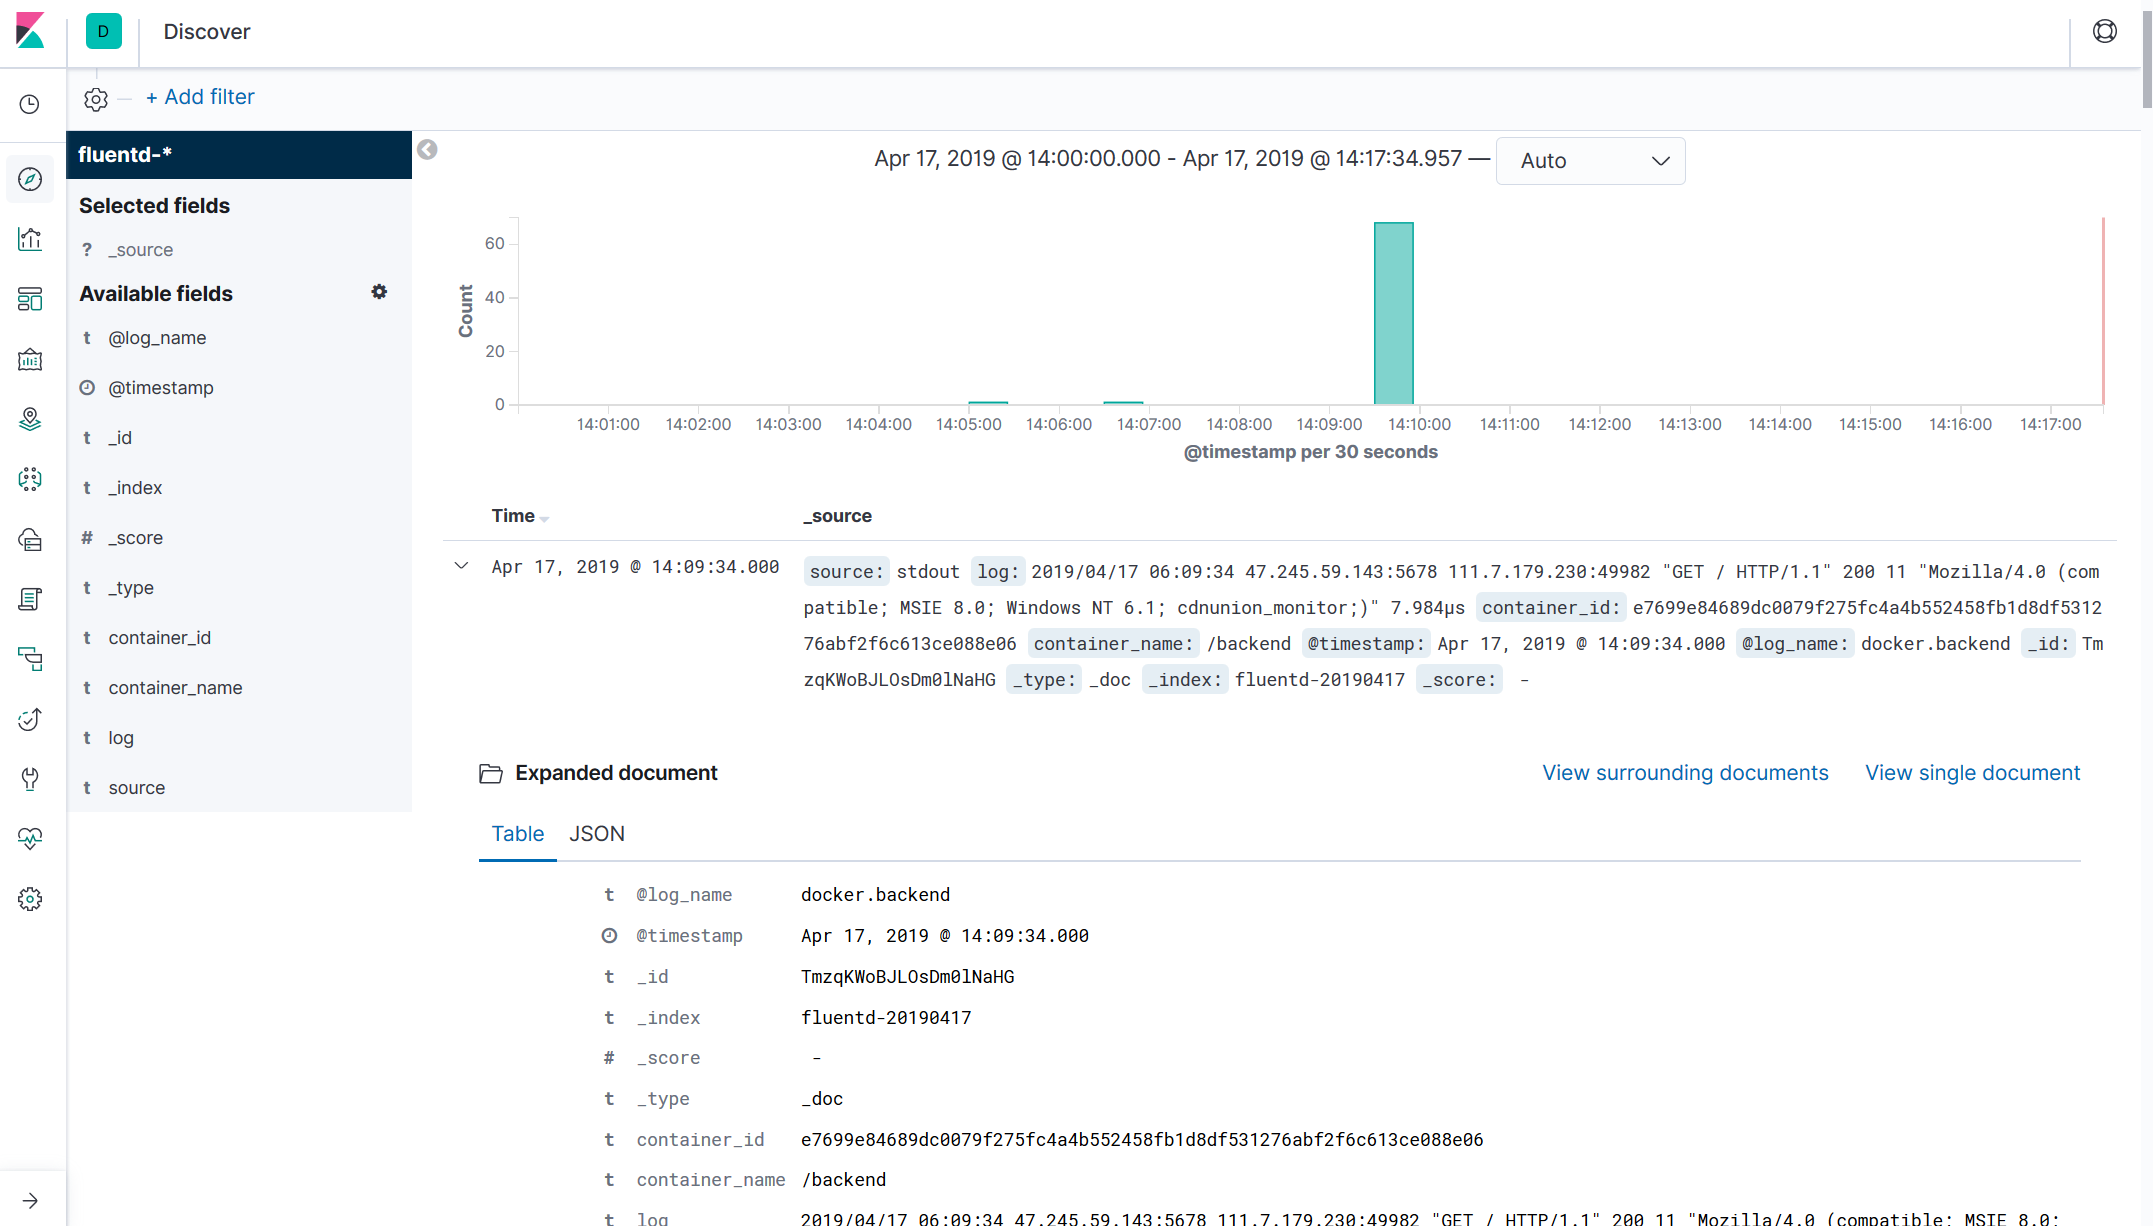 D
Discover
+ Add filter
fluentd-*
Selected fields
? _source
Available fields
t @log_name
@timestamp
t _id
t _index
# _score
t _type
t container_id
t container_name
t log
t source
Apr 17, 2019 @ 14:00:00.000 - Apr 17, 2019 @ 14:17:34.957 —
Auto
Count
60
40
20
0
14:01:00 14:02:00 14:03:00 14:04:00 14:05:00 14:06:00 14:07:00 14:08:00 14:09:00 14:10:00 14:11:00 14:12:00 14:13:00 14:14:00 14:15:00 14:16:00 14:17:00
@timestamp per 30 seconds
Time _source
Apr 17, 2019 @ 14:09:34.000
source: stdout log: 2019/04/17 06:09:34 47.245.59.143:5678 111.7.179.230:49982 "GET / HTTP/1.1" 200 11 "Mozilla/4.0 (com
patible; MSIE 8.0; Windows NT 6.1; cdnunion_monitor;)" 7.984µs container_id: e7699e84689dc0079f275fc4a4b552458fb1d8df5312
76abf2f6c613ce088e06 container_name: /backend @timestamp: Apr 17, 2019 @ 14:09:34.000 @log_name: docker.backend _id: Tm
zqKWoBJLOsDm0lNaHG _type: _doc _index: fluentd-20190417 _score: -
Expanded document
View surrounding documents
View single document
Table JSON
t @log_name docker.backend
@timestamp Apr 17, 2019 @ 14:09:34.000
t _id TmzqKWoBJLOsDm0lNaHG
t _index fluentd-20190417
# _score -
t _type _doc
t container_id e7699e84689dc0079f275fc4a4b552458fb1d8df531276abf2f6c613ce088e06
t container_name /backend
t log 2019/04/17 06:09:34 47.245.59.143:5678 111.7.179.230:49982 "GET / HTTP/1.1" 200 11 "Mozilla/4.0 (compatible; MSIE 8.0;